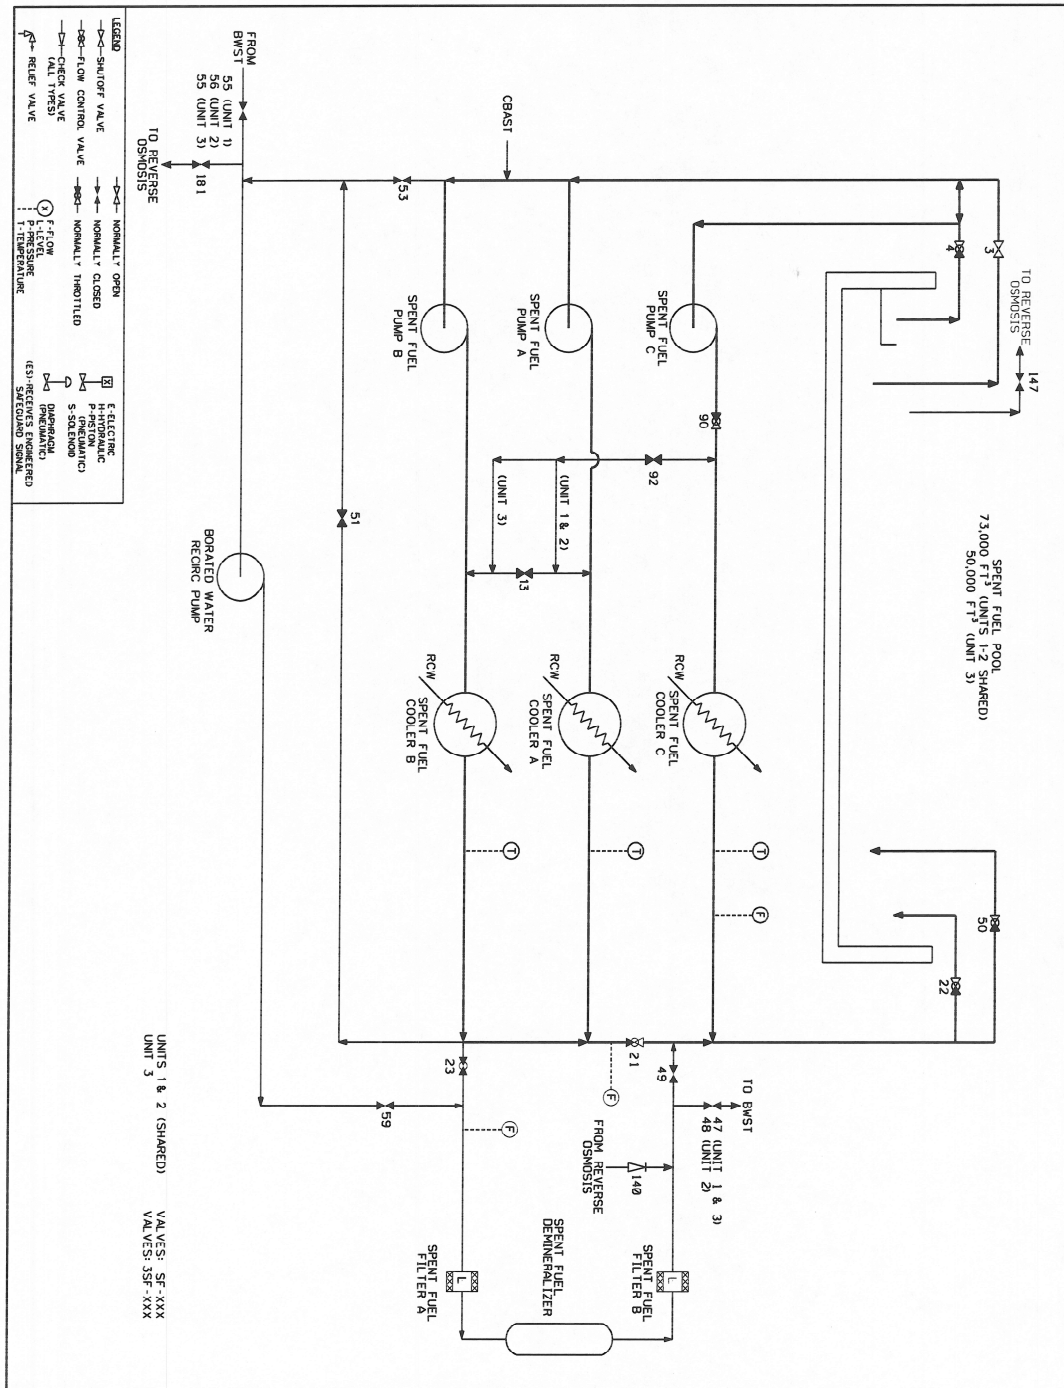 LEGEND
SHUTOFF VALVE
FLOW CONTROL VALVE
CHECK VALVE
(ALL TYPES)
RELIEF VALVE
NORMALLY OPEN
NORMALLY CLOSED
NORMALLY THROTTLED
X
F-FLOW
L-LEVEL
P-PRESSURE
T-TEMPERATURE
X
E-ELECTRIC
H-HYDRAULIC
P-PISTON
(PNEUMATIC)
S-SOLENOID
DIAPHRAGM
(PNEUMATIC)
(ES)-RECEIVES ENGINEERED
SAFEGUARD SIGNAL
FROM
BWST
55 (UNIT 1)
56 (UNIT 2)
55 (UNIT 3)
181
TO REVERSE
OSMOSIS
53
CBAST
3
4
TO REVERSE
OSMOSIS
147
SPENT FUEL POOL
73,000 FT³ (UNITS 1-2 SHARED)
50,000 FT³ (UNIT 3)
SPENT FUEL
PUMP C
SPENT FUEL
PUMP A
SPENT FUEL
PUMP B
90
92
(UNIT 1 & 2)
(UNIT 3)
13
51
BORATED WATER
RECIRC PUMP
RCW
SPENT FUEL
COOLER C
RCW
SPENT FUEL
COOLER A
RCW
SPENT FUEL
COOLER B
T
T
T
F
50
22
21
F
23
49
TO BWST
47 (UNIT 1 & 3)
48 (UNIT 2)
59
F
FROM REVERSE
OSMOSIS
140
L
SPENT FUEL
FILTER B
SPENT FUEL
DEMINERALIZER
L
SPENT FUEL
FILTER A
UNITS 1 & 2 (SHARED) VALVES: SF-XXX
UNIT 3 VALVES: 3SF-XXX